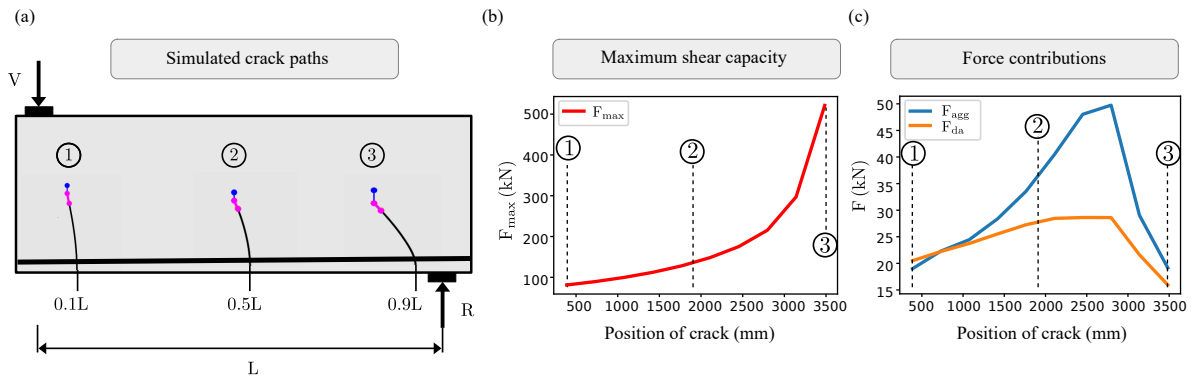 (a)
Simulated crack paths
V
1
2
3
0.1L
0.5L
0.9L
R
L
(b)
Maximum shear capacity
F_max
500
400
300
200
100
F_max (kN)
1
2
3
500 1000 1500 2000 2500 3000 3500
Position of crack (mm)
(c)
Force contributions
F_agg
F_da
50
45
40
35
30
25
20
15
F (kN)
1
2
3
500 1000 1500 2000 2500 3000 3500
Position of crack (mm)